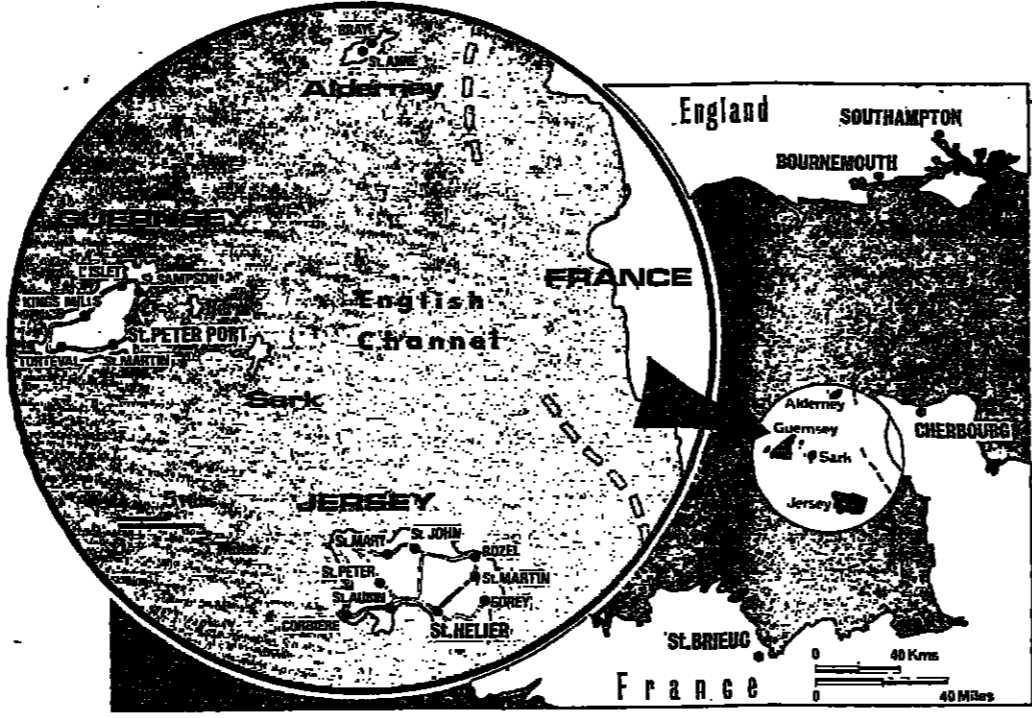 BRAYE
St. ANNE
Alderney
GUERNSEY
L'ISLET
St. SAMPSON
KINGS MILLS
St. PETER PORT
TORTEVAL
St. MARTIN
Sark
English
Channel
FRANCE
JERSEY
St. MARY
St. JOHN
ROZEL
St. PETER
St. MARTIN
St. AUBIN
GOREY
CORBIERE
St. HELIER
England
SOUTHAMPTON
BOURNEMOUTH
Alderney
Guernsey
Sark
CHERBOURG
Jersey
St. BRIEUC
France
0 40 Kms
0 40 Miles